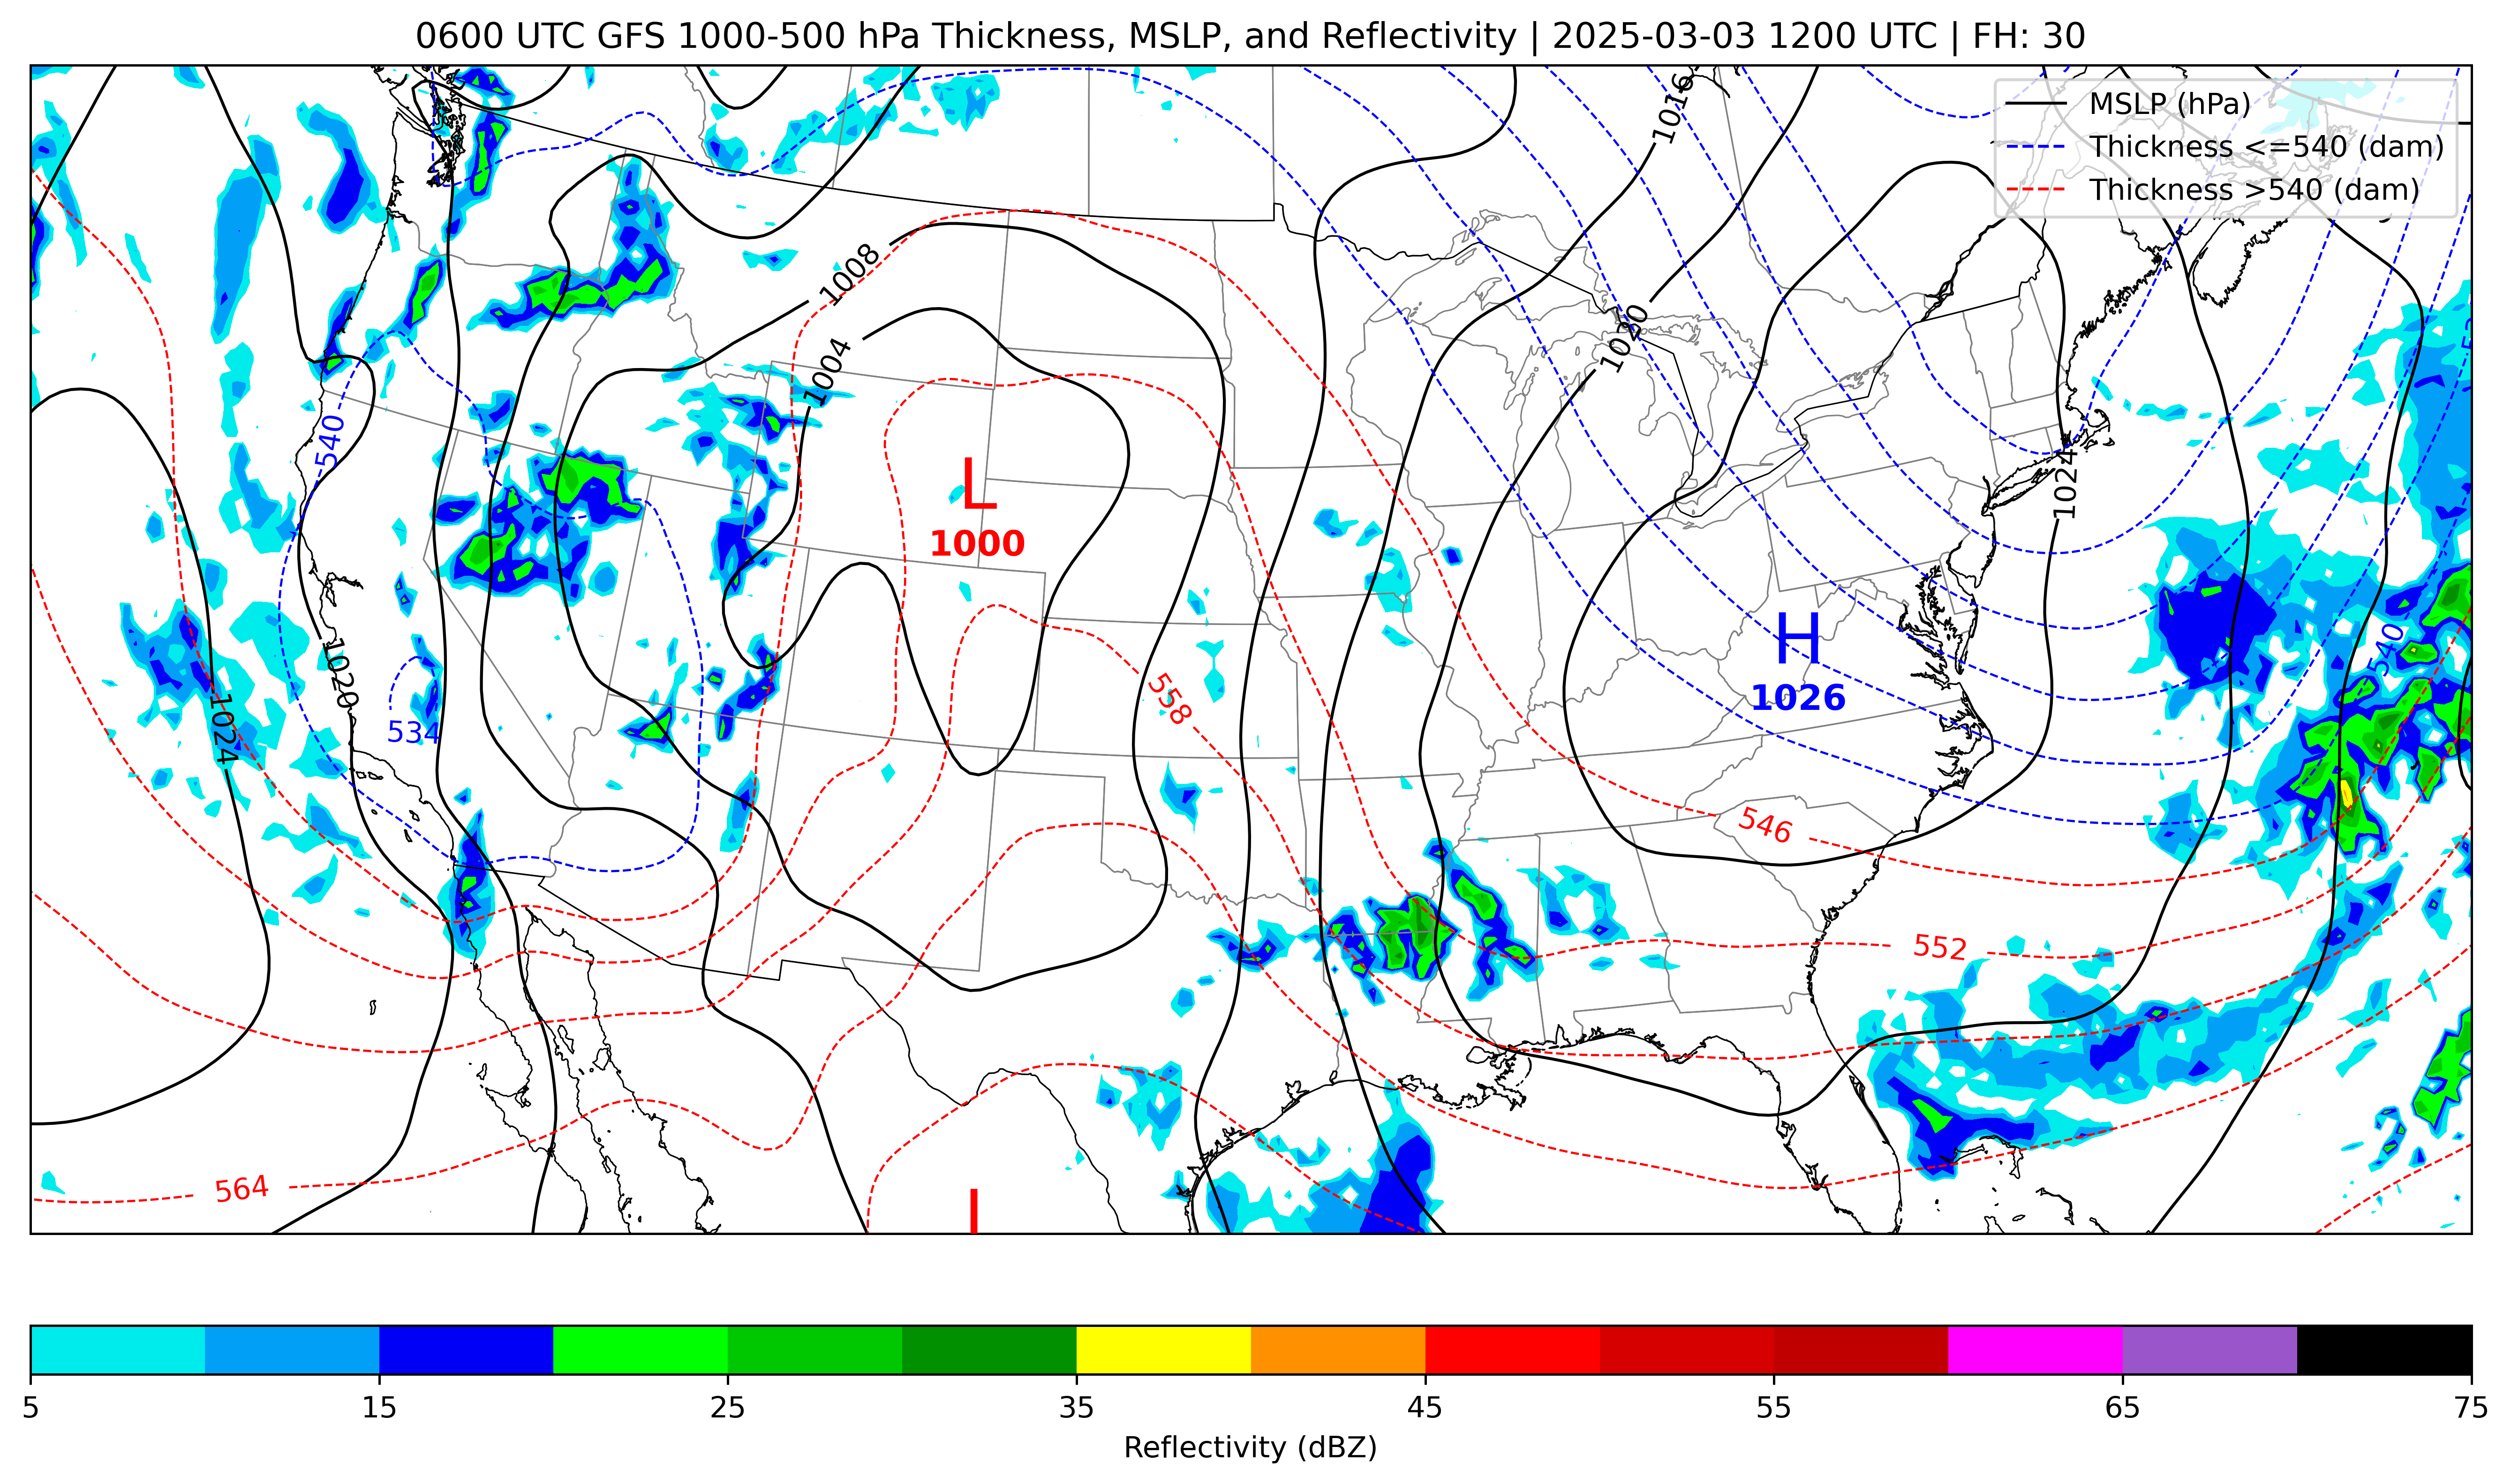 0600 UTC GFS 1000-500 hPa Thickness, MSLP, and Reflectivity | 2025-03-03 1200 UTC | FH: 30
MSLP (hPa)
Thickness <=540 (dam)
Thickness >540 (dam)
1016
1008
1020
1004
540
1024
L
1000
H
1026
540
1020
558
1024
534
546
552
564
L
5 15 25 35 45 55 65 75
Reflectivity (dBZ)